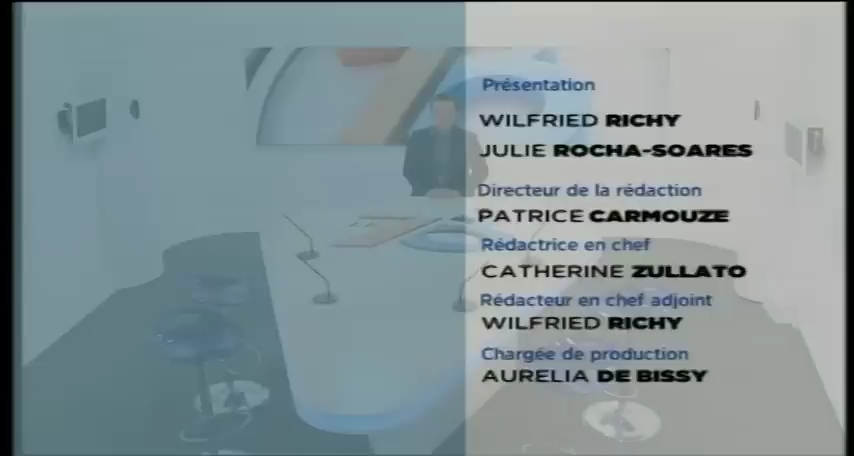 Présentation
WILFRIED RICHY
JULIE ROCHA-SOARES
Directeur de la rédaction
PATRICE CARMOUZE
Rédactrice en chef
CATHERINE ZULLATO
Rédacteur en chef adjoint
WILFRIED RICHY
Chargée de production
AURELIA DE BISSY